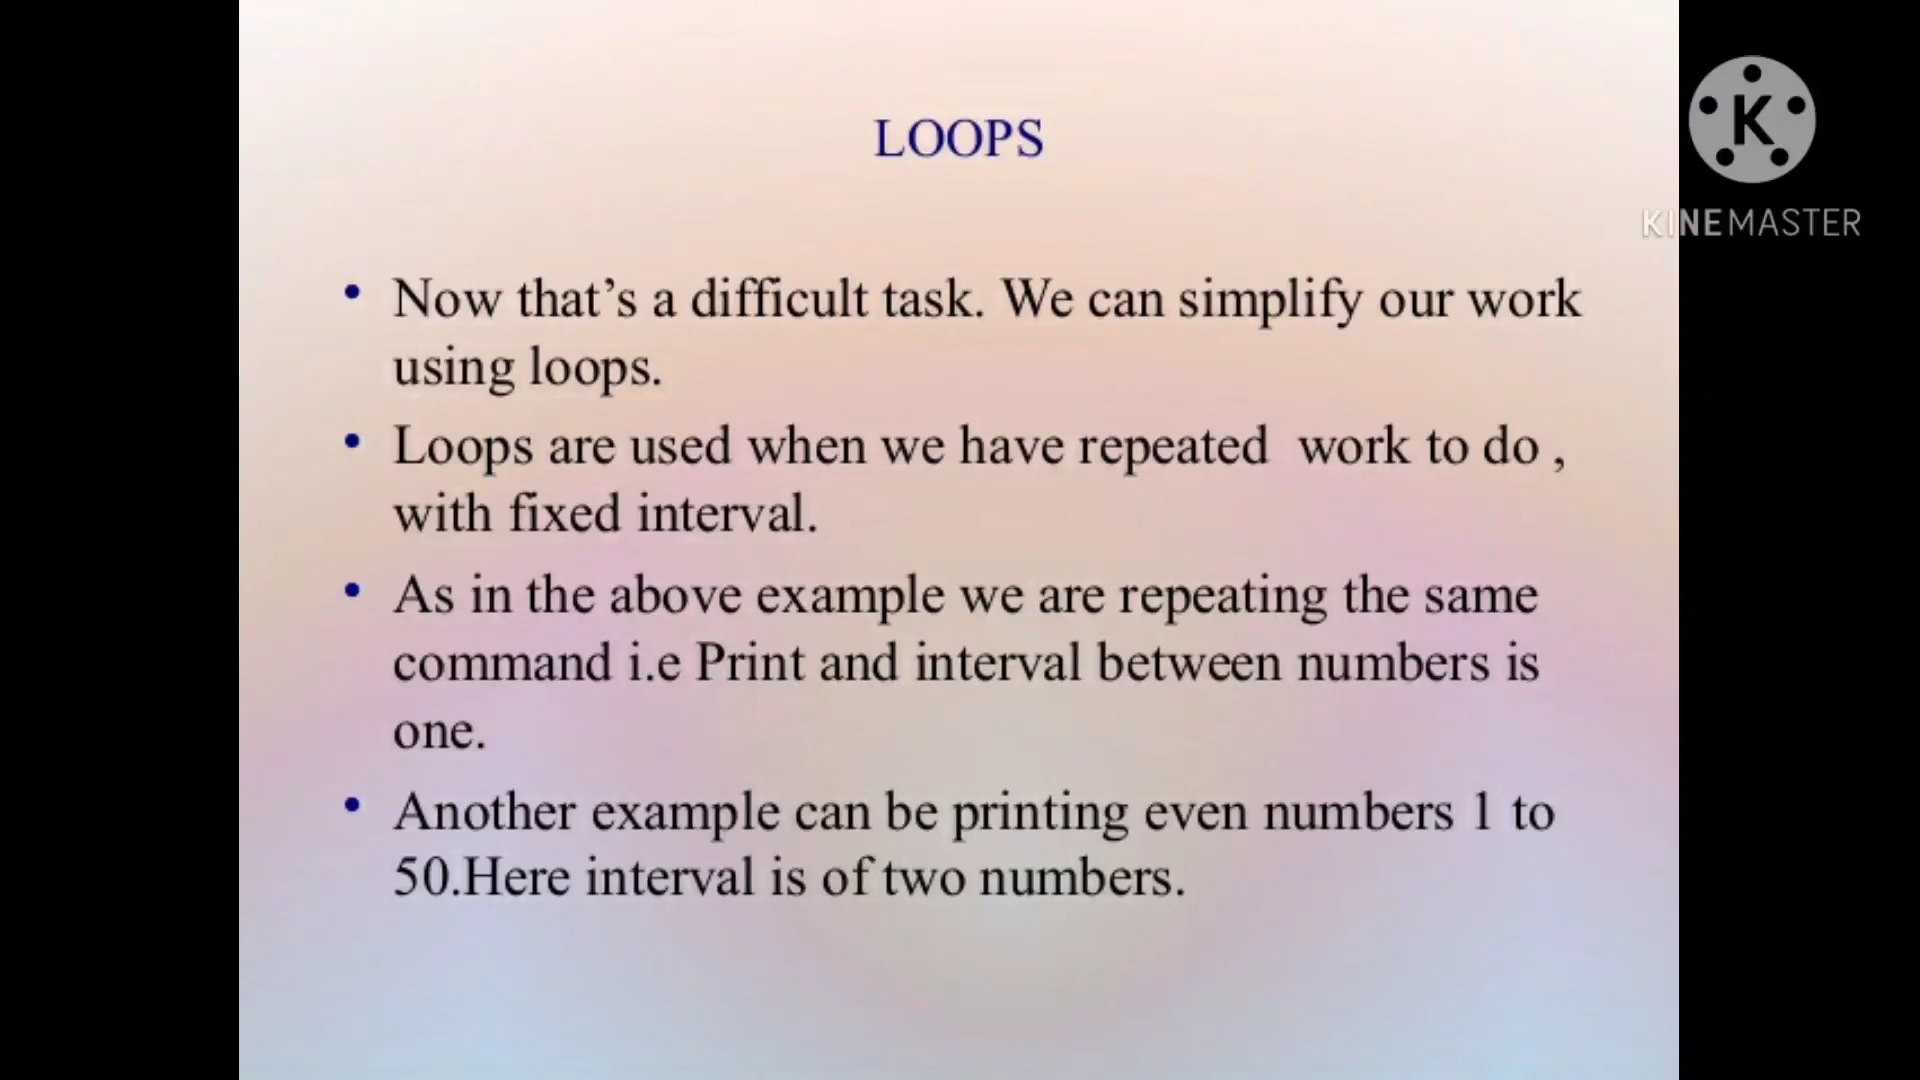 LOOPS
K
KINEMASTER
• Now that’s a difficult task. We can simplify our work
using loops.
• Loops are used when we have repeated  work to do ,
with fixed interval.
• As in the above example we are repeating the same
command i.e Print and interval between numbers is
one.
• Another example can be printing even numbers 1 to
50.Here interval is of two numbers.